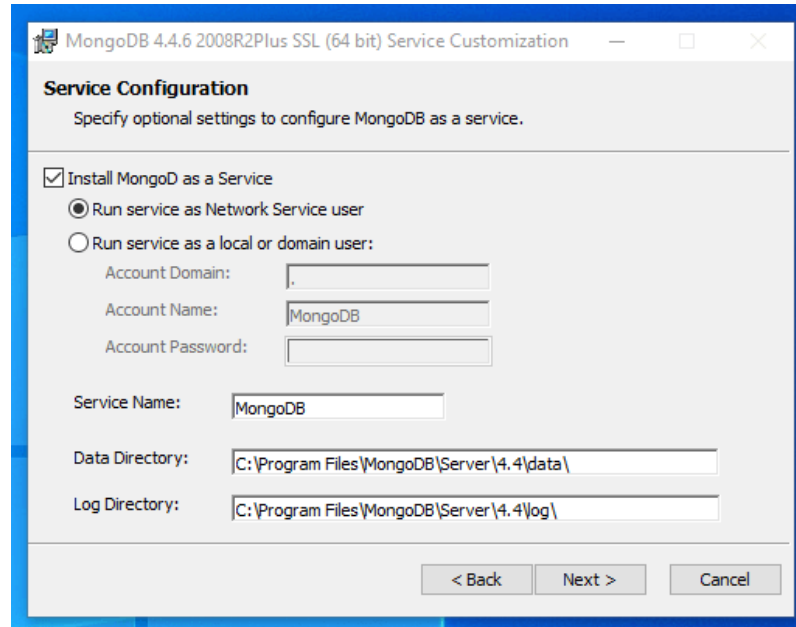 MongoDB 4.4.6 2008R2Plus SSL (64 bit) Service Customization
Service Configuration
Specify optional settings to configure MongoDB as a service.
Install MongoD as a Service
Run service as Network Service user
Run service as a local or domain user:
Account Domain: .
Account Name: MongoDB
Account Password:
Service Name: MongoDB
Data Directory: C:\Program Files\MongoDB\Server\4.4\data\
Log Directory: C:\Program Files\MongoDB\Server\4.4\log\
< Back Next > Cancel